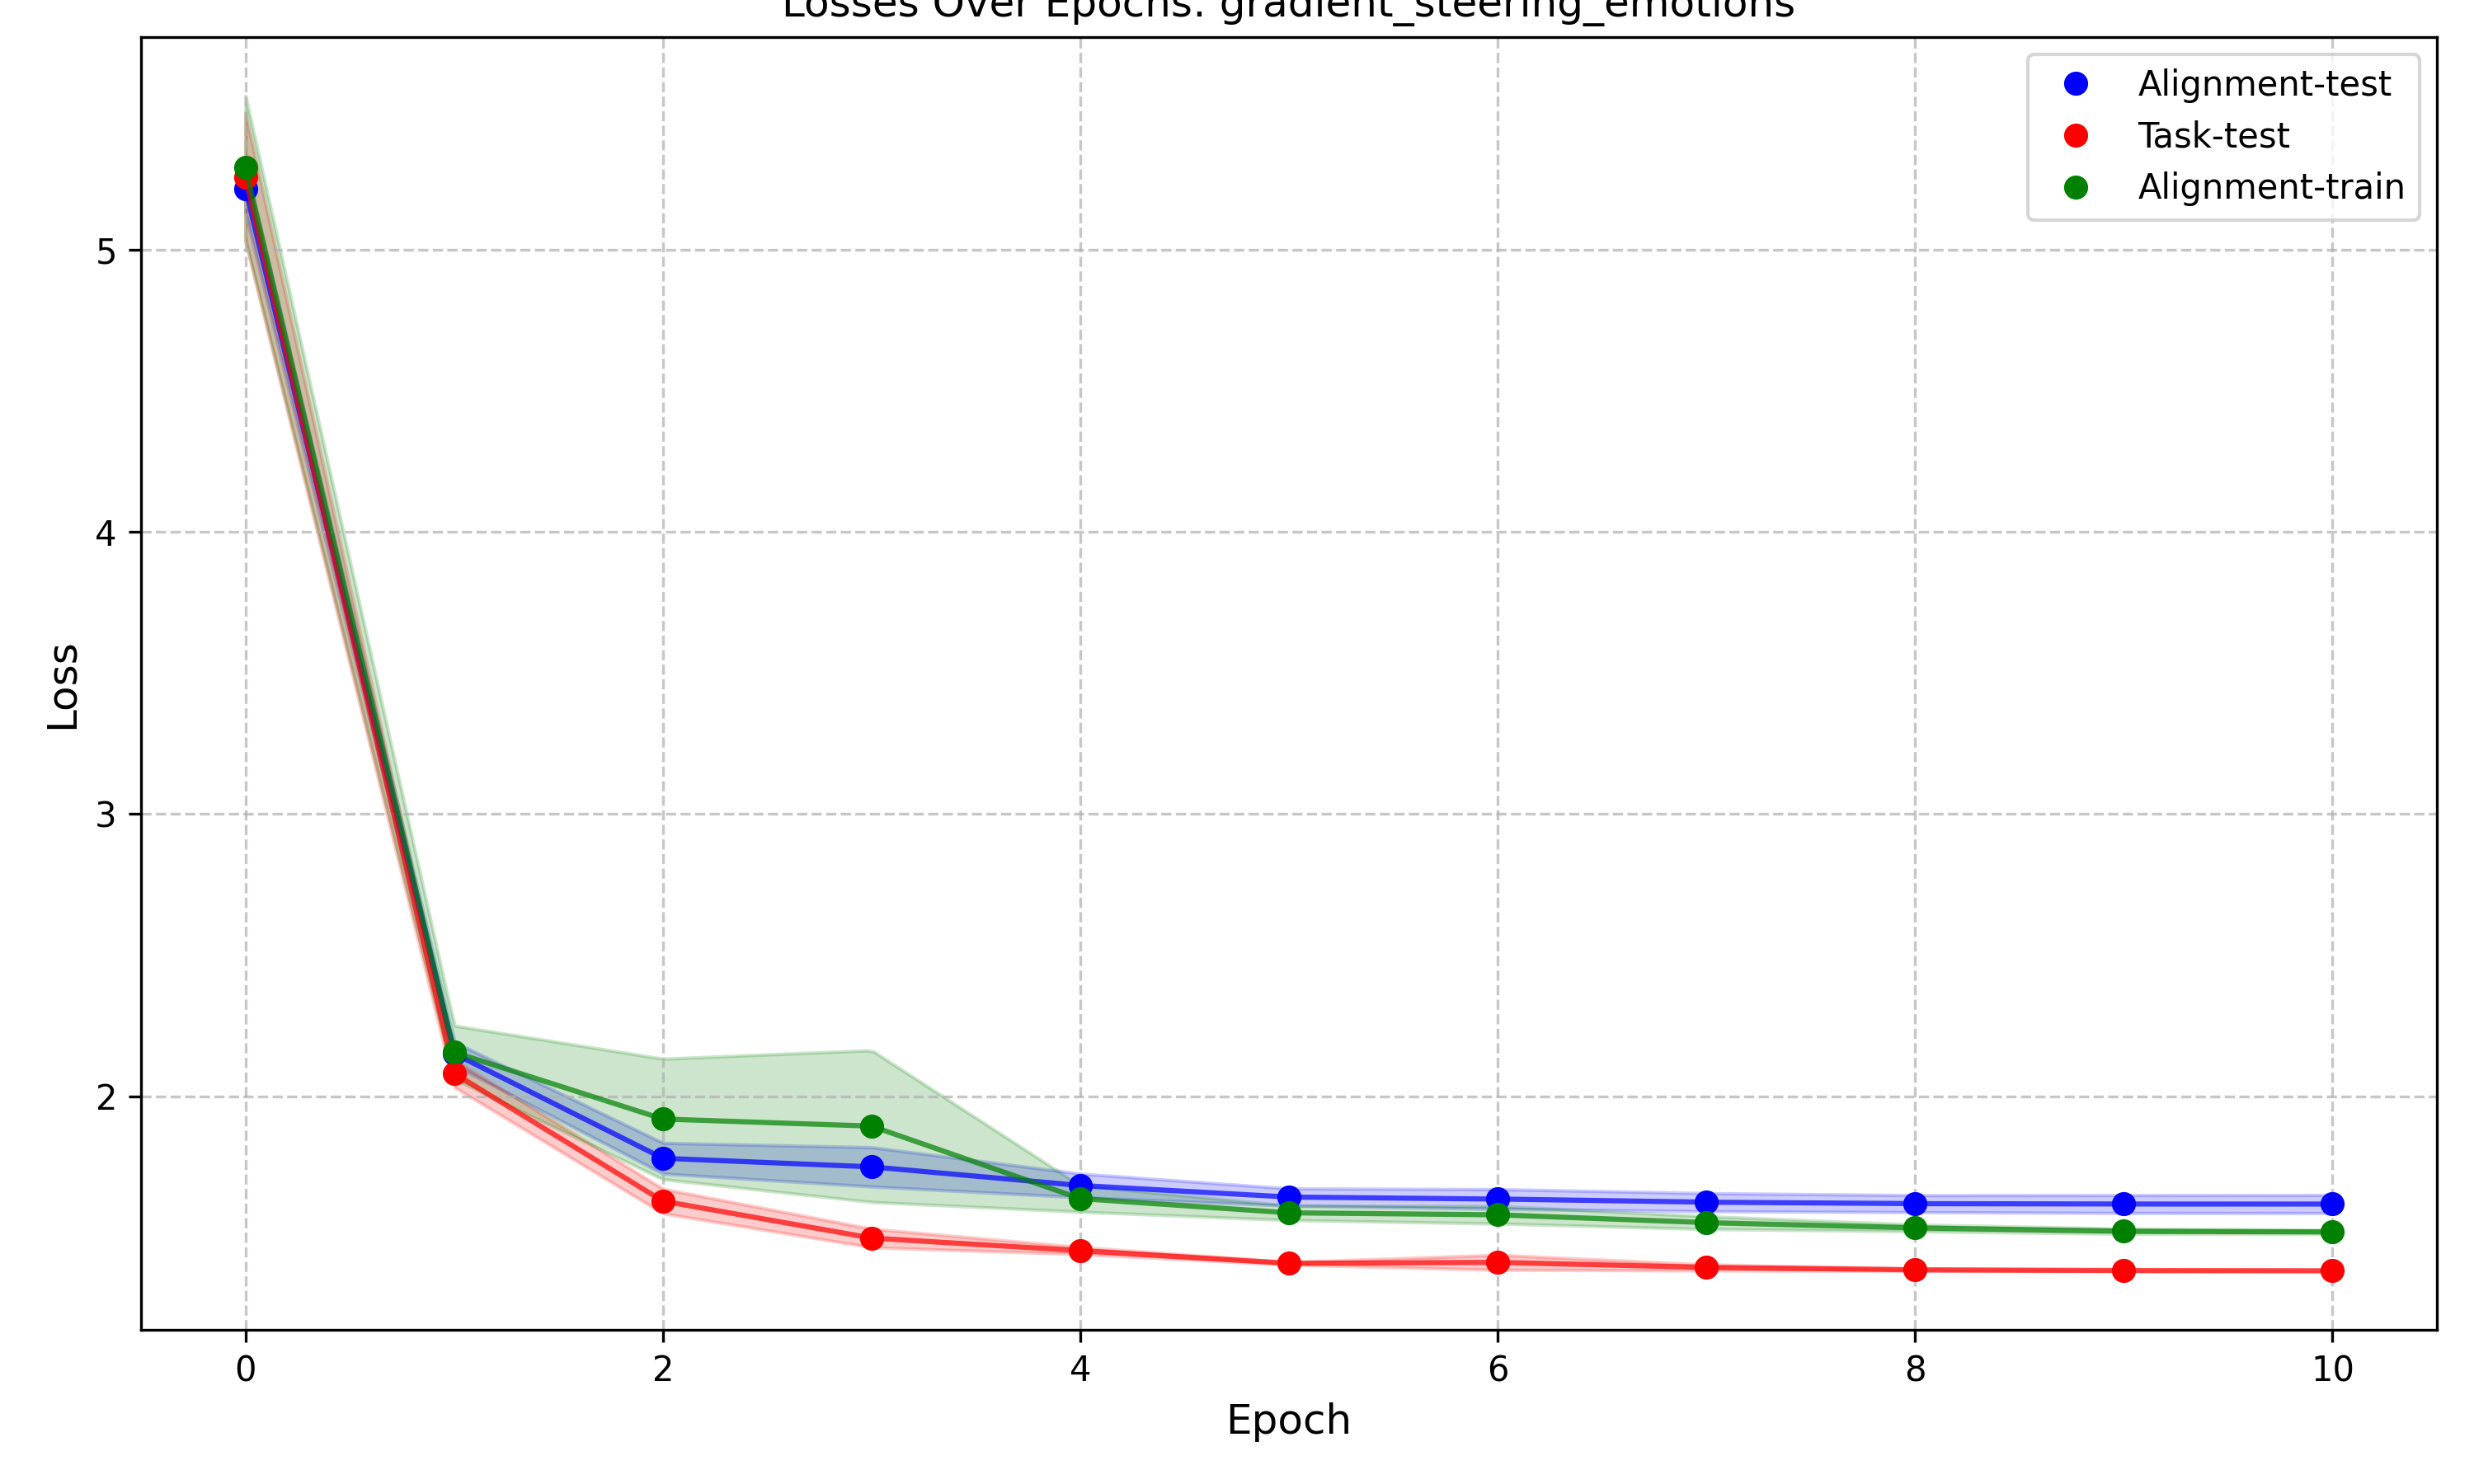 Losses Over Epochs: gradient_steering_emotions
Alignment-test
Task-test
Alignment-train
5
4
3
2
Loss
0 2 4 6 8 10
Epoch